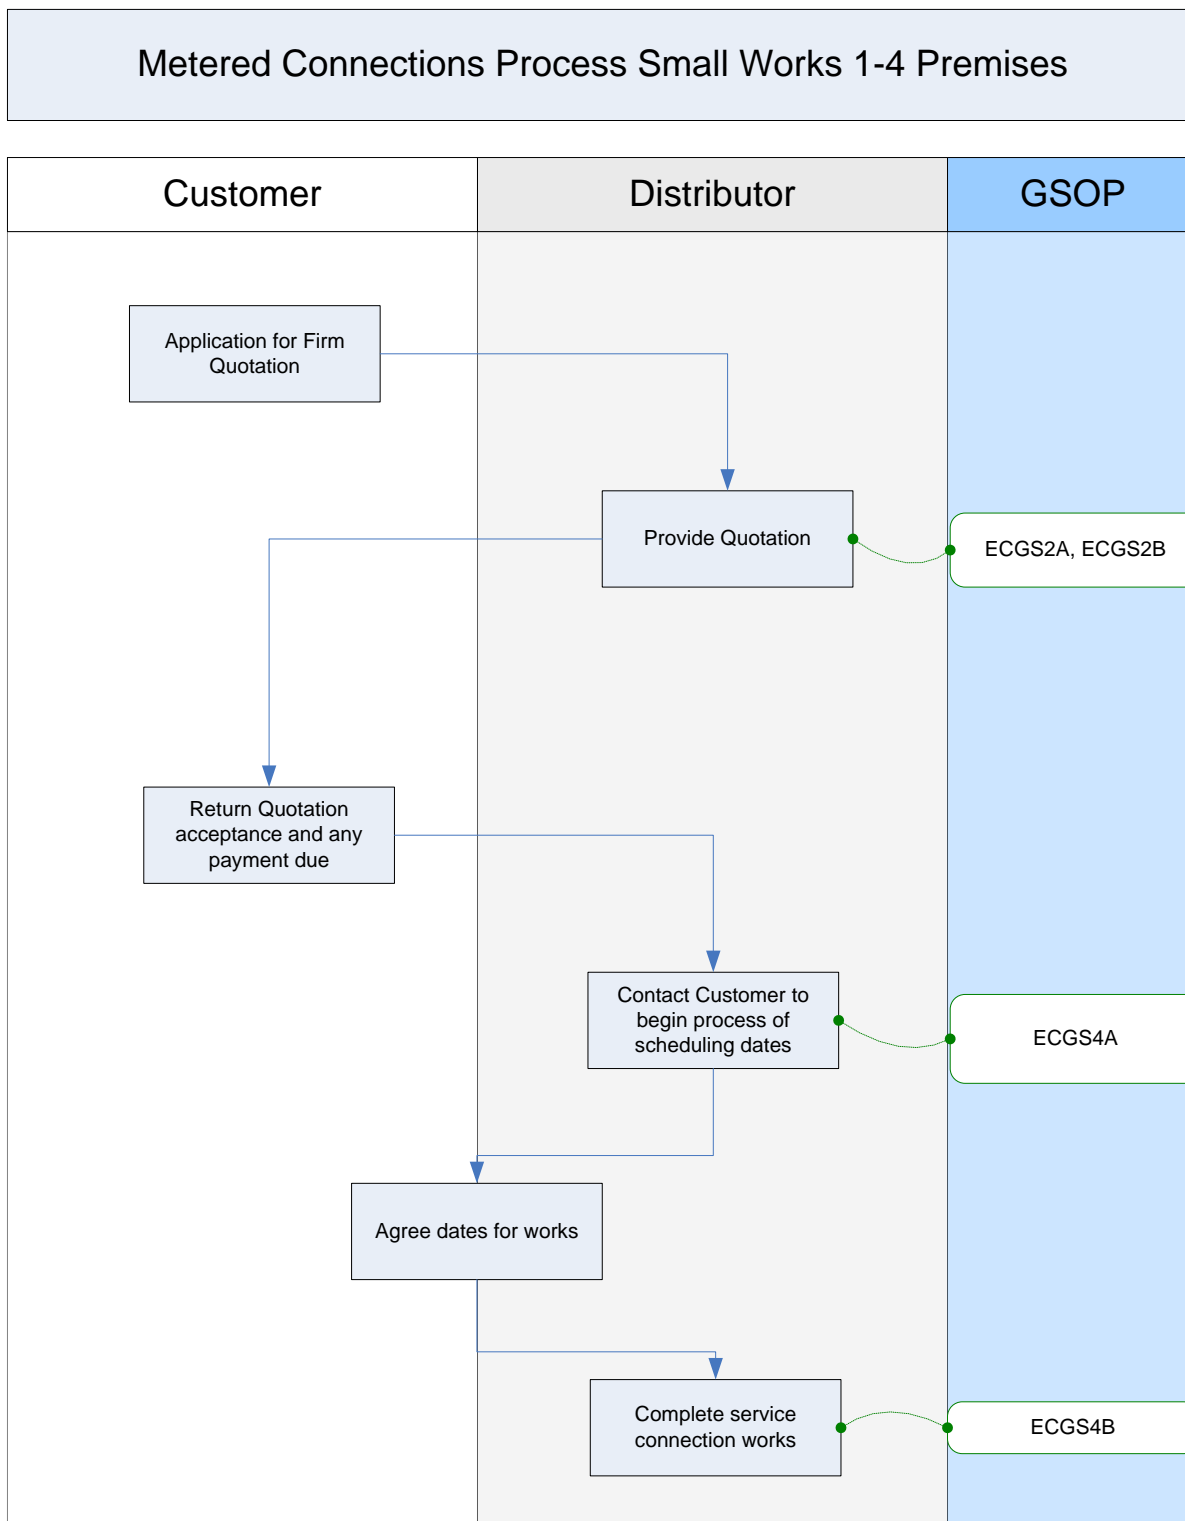 Metered Connections Process Small Works 1-4 Premises
Customer
Distributor
GSOP
Application for Firm
Quotation
Provide Quotation
ECGS2A, ECGS2B
Return Quotation
acceptance and any
payment due
Contact Customer to
begin process of
scheduling dates
ECGS4A
Agree dates for works
Complete service
connection works
ECGS4B